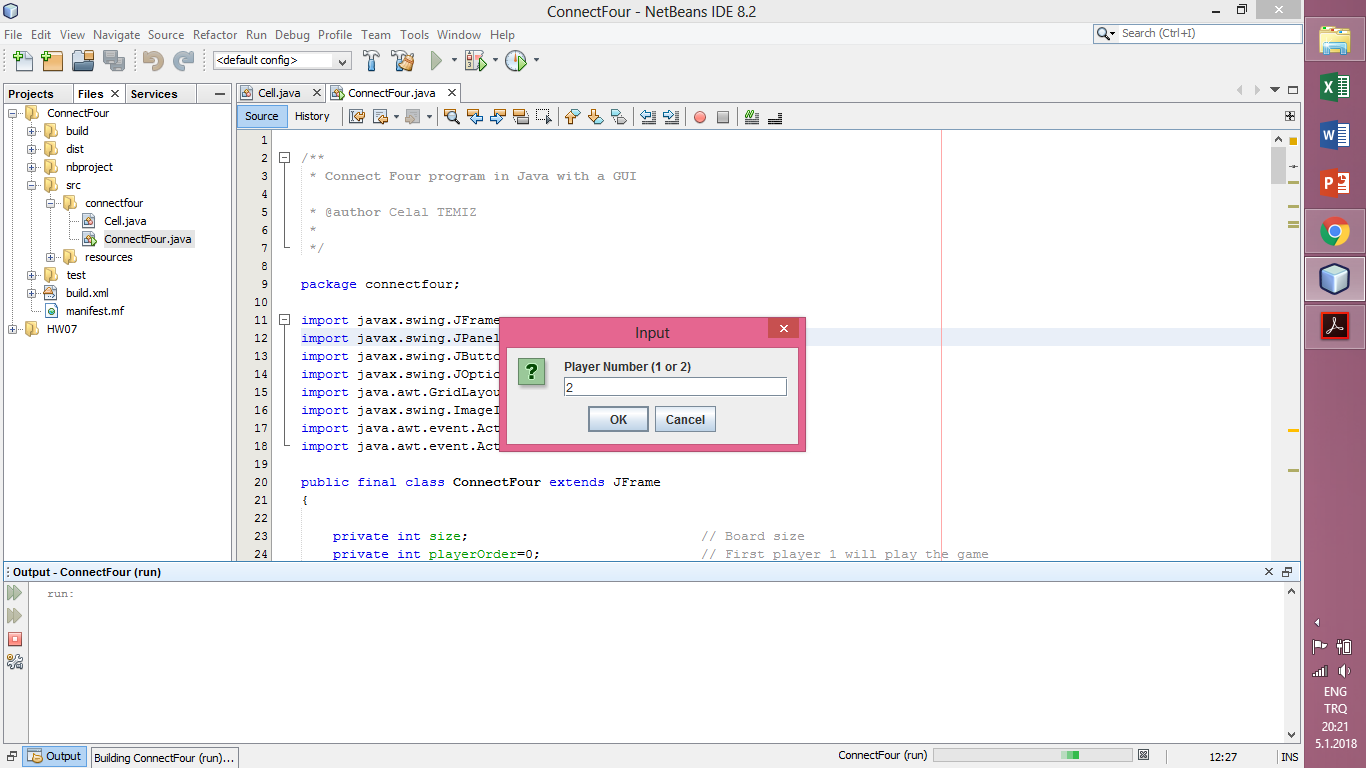 ConnectFour - NetBeans IDE 8.2
File Edit View Navigate Source Refactor Run Debug Profile Team Tools Window Help
Search (Ctrl+I)
<default config>
Projects Files Services
Cell.java ConnectFour.java
Source History
ConnectFour
build
dist
nbproject
src
connectfour
Cell.java
ConnectFour.java
resources
test
build.xml
manifest.mf
HW07
1
2 /**
3 * Connect Four program in Java with a GUI
4
5 * @author Celal TEMIZ
6 *
7 */
8
9 package connectfour;
10
11 import javax.swing.JFrame
12 import javax.swing.JPanel
13 import javax.swing.JButto
14 import javax.swing.JOptic
15 import java.awt.GridLayou
16 import javax.swing.ImageI
17 import java.awt.event.Act
18 import java.awt.event.Act
19
20 public final class ConnectFour extends JFrame
21 {
22
23 private int size; // Board size
24 private int playerOrder=0; // First player 1 will play the game
Input
?
Player Number (1 or 2)
2
OK Cancel
Output - ConnectFour (run)
run:
Output
Building ConnectFour (run)...
ConnectFour (run)
12:27
INS
ENG
TRQ
20:21
5.1.2018